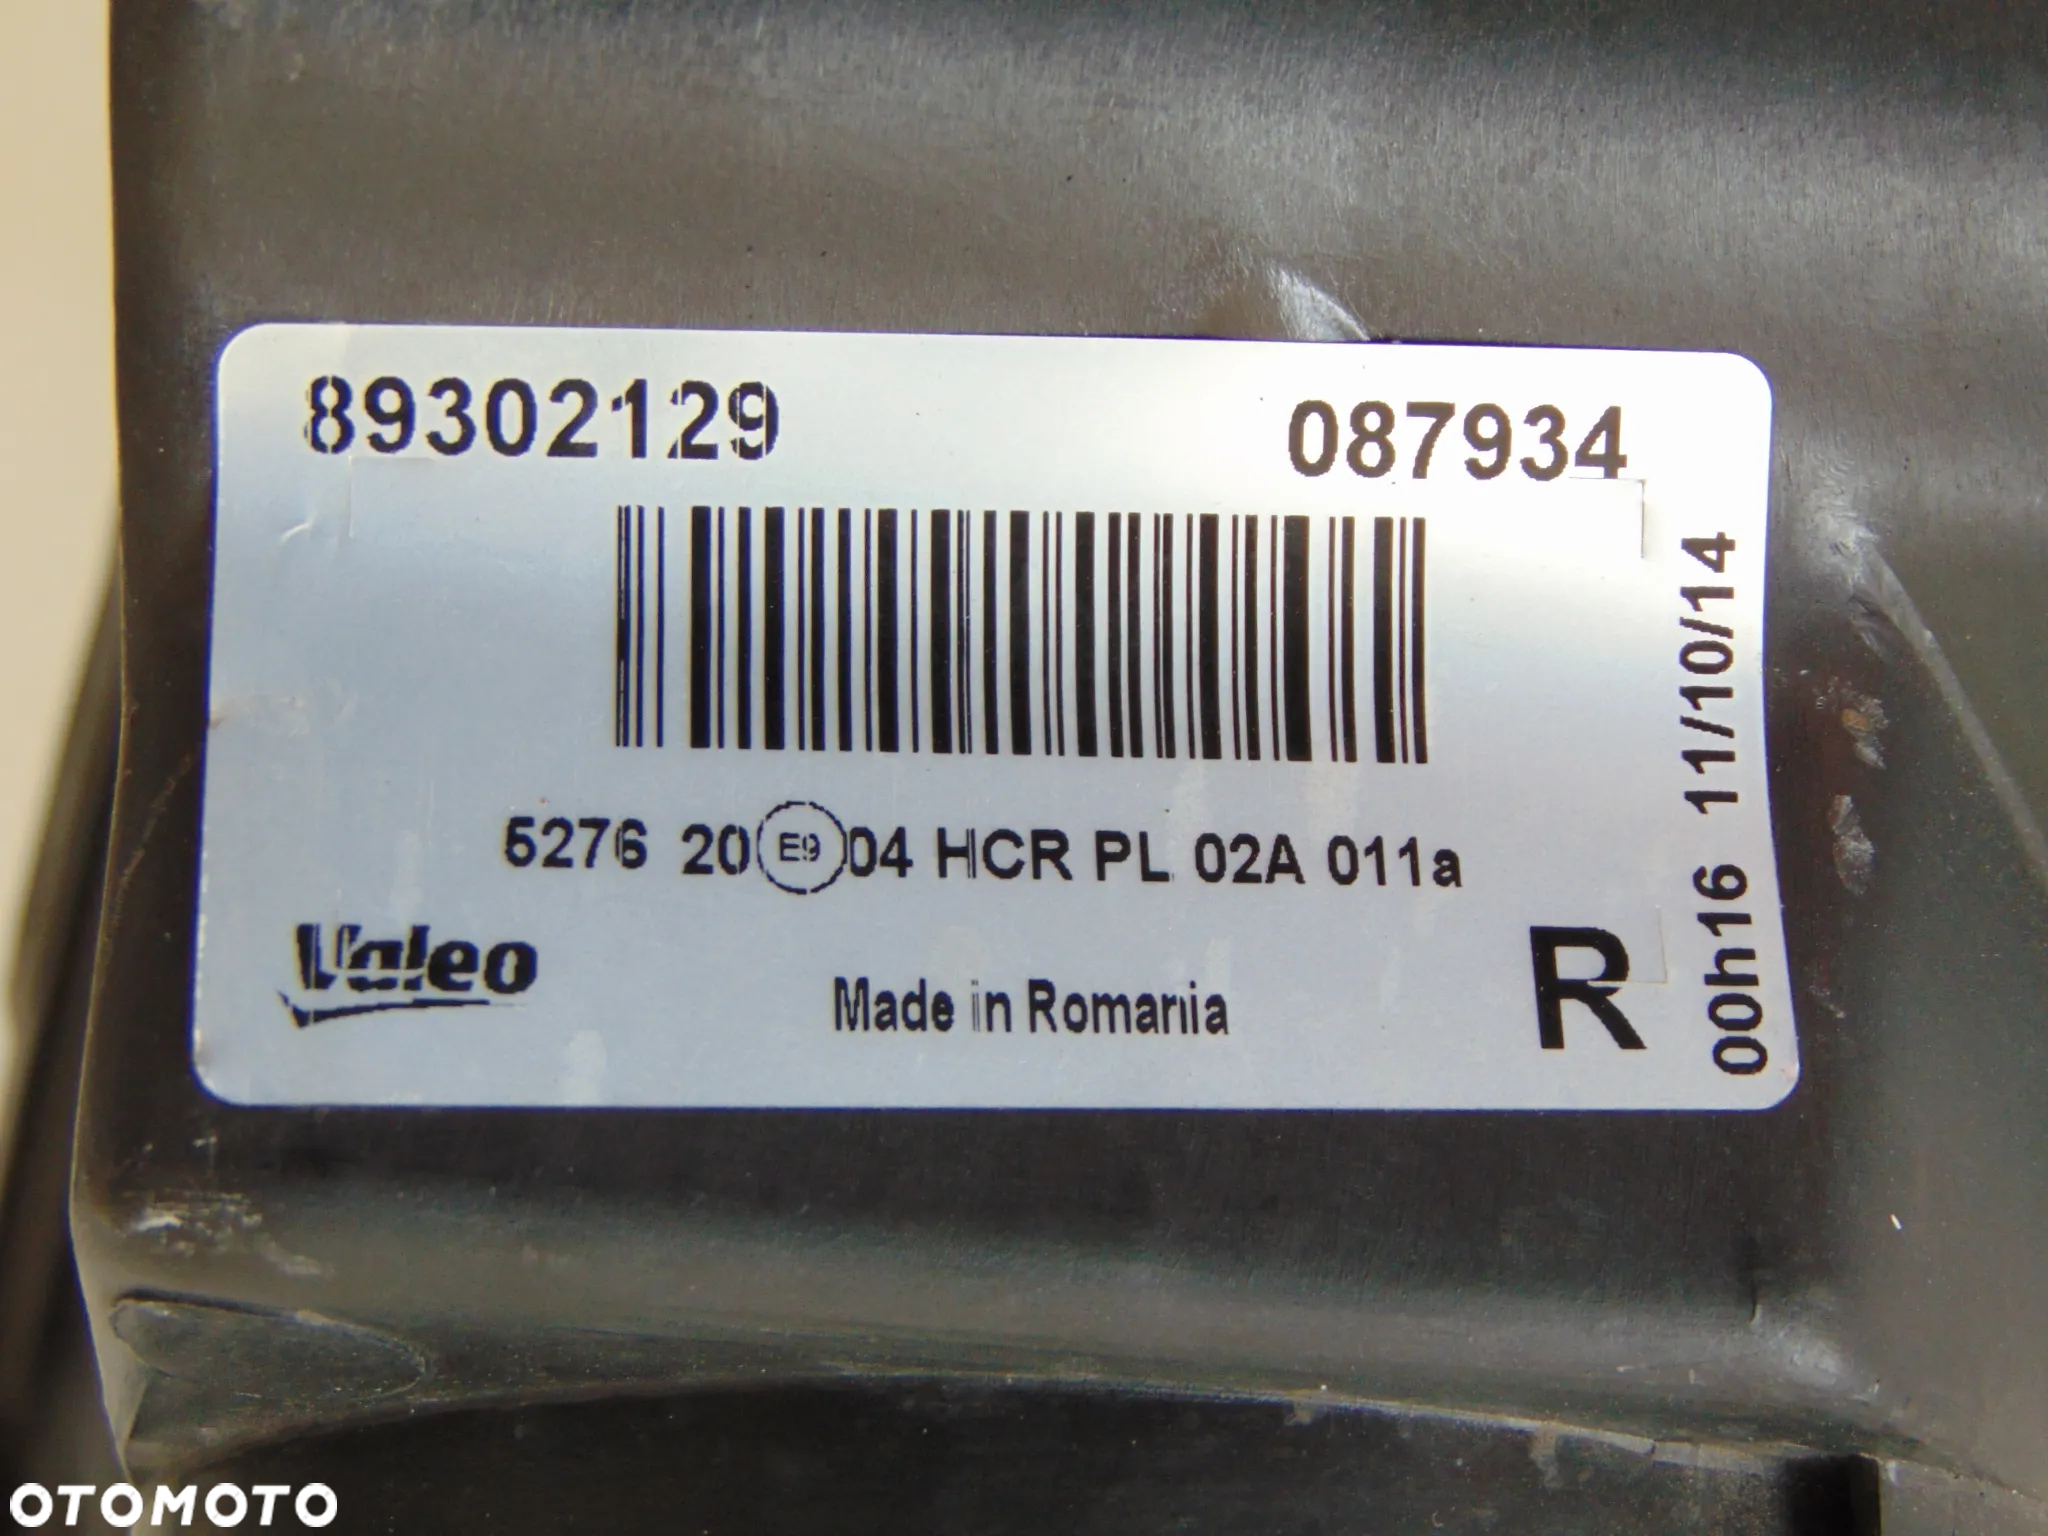 89302129 087934
5276 20 E9 04 HCR PL 02A 011a
Valeo
Made in Romania
R
00h16 11/10/14
OTOMOTO